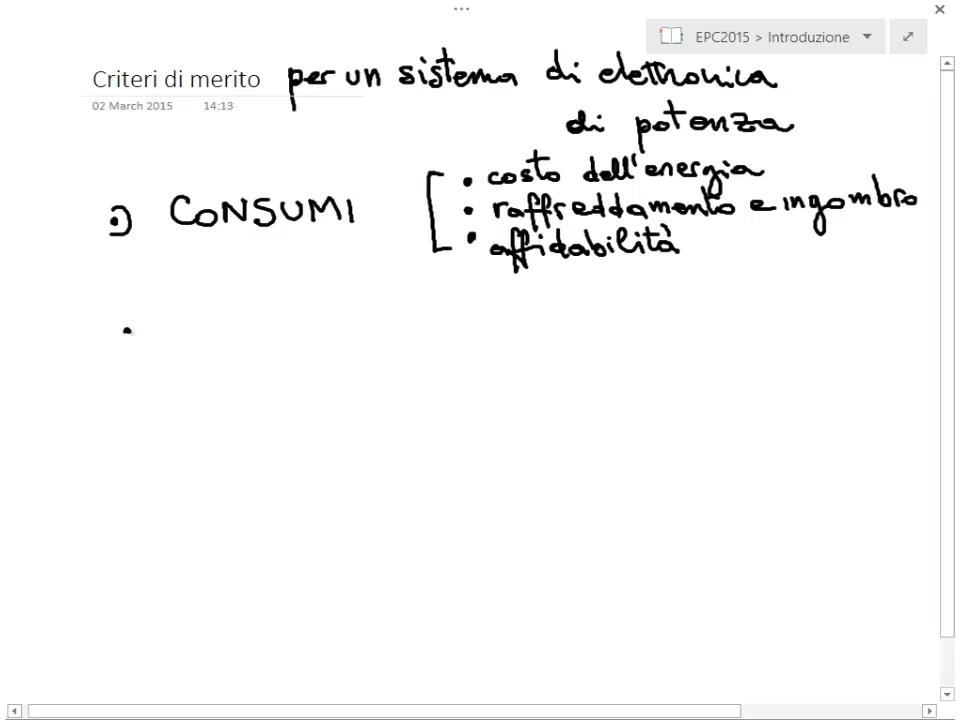 EPC2015 > Introduzione
Criteri di merito per un sistema di elettronica
di potenza
02 March 2015 14:13
•) CONSUMI
• costo dell'energia
• raffreddamento e ingombro
• affidabilità
•